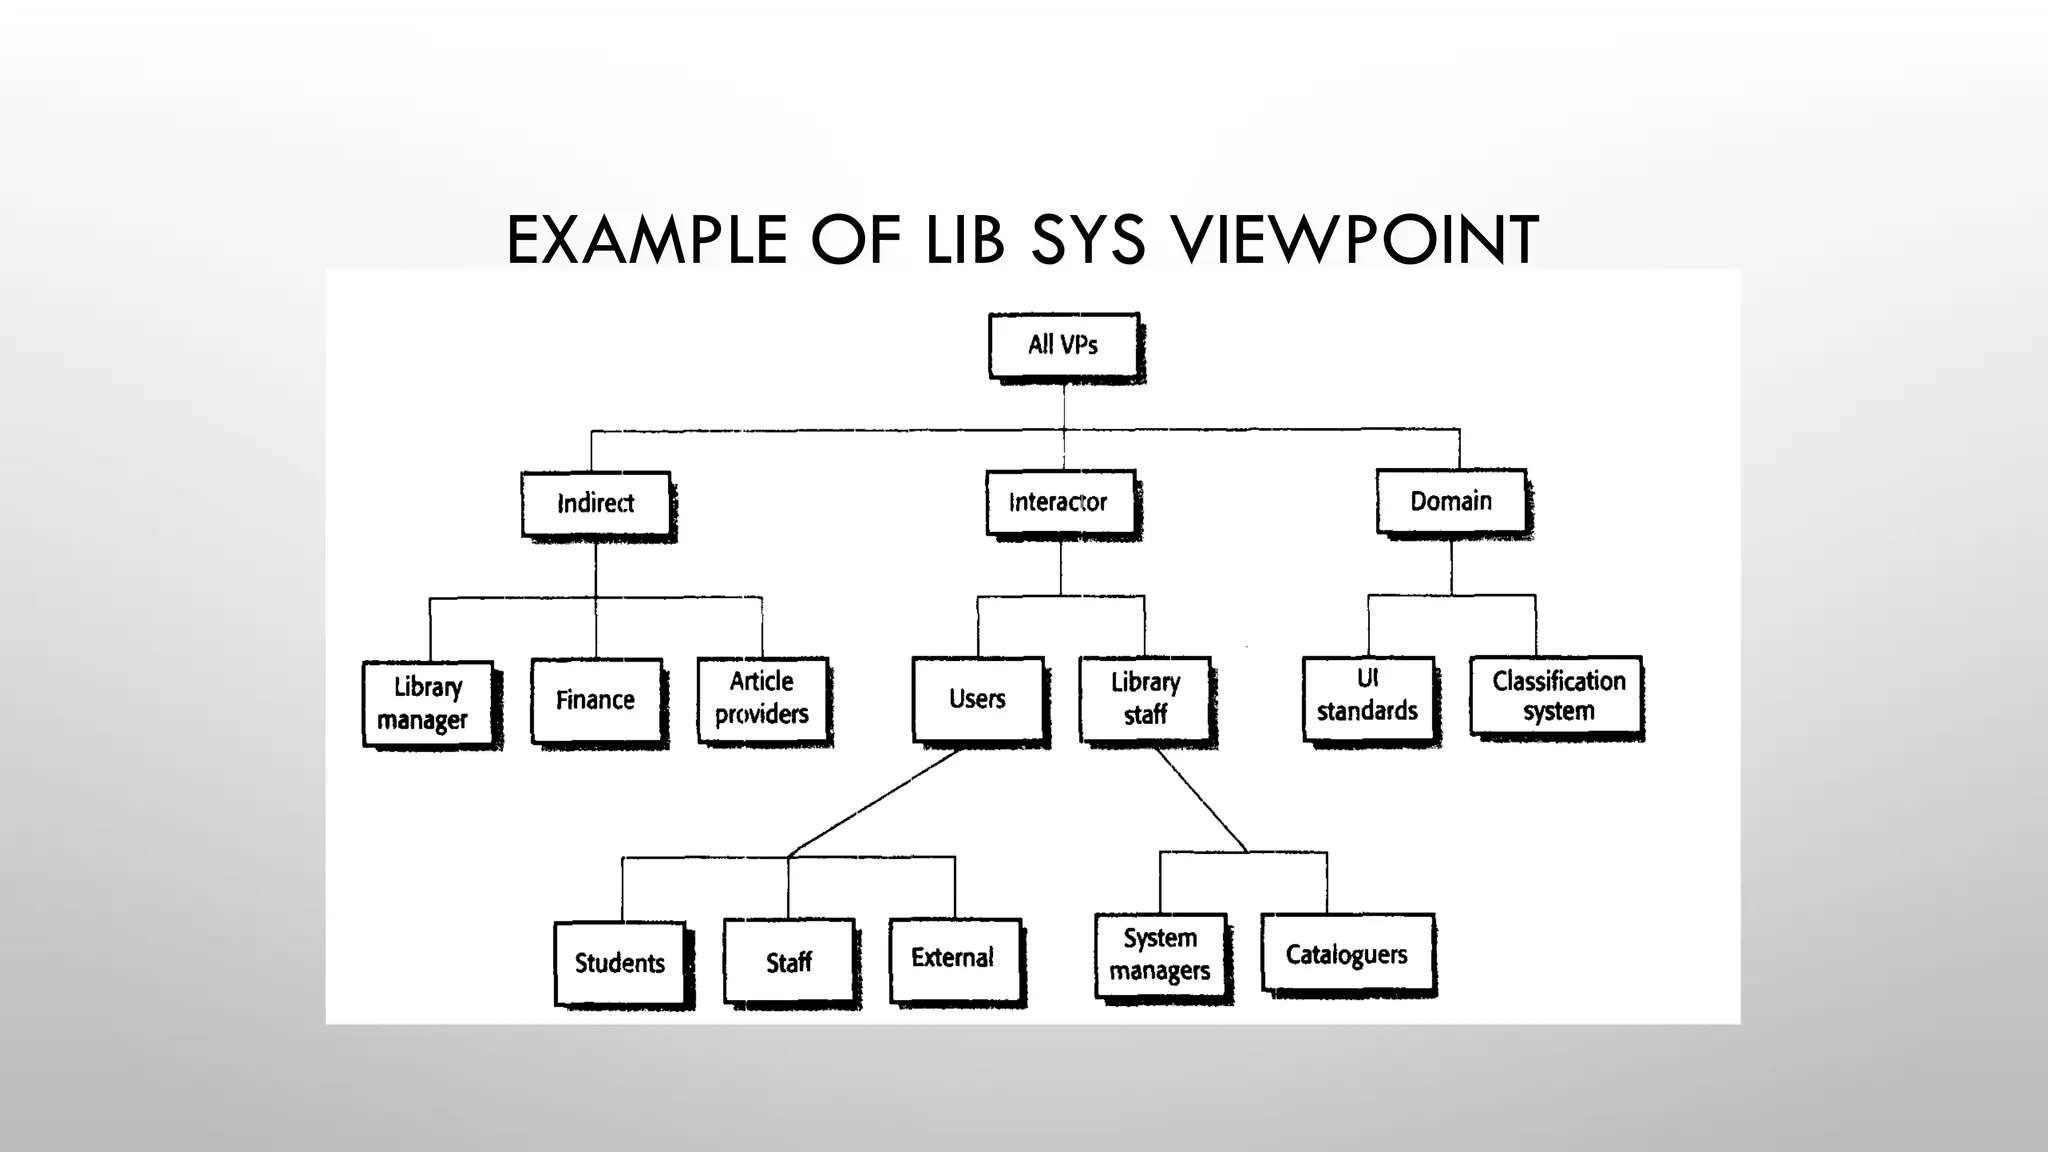 EXAMPLE OF LIB SYS VIEWPOINT
All VPs
Indirect
Interactor
Domain
Library
manager
Finance
Article
providers
Users
Library
staff
UI
standards
Classification
system
Students
Staff
External
System
managers
Cataloguers